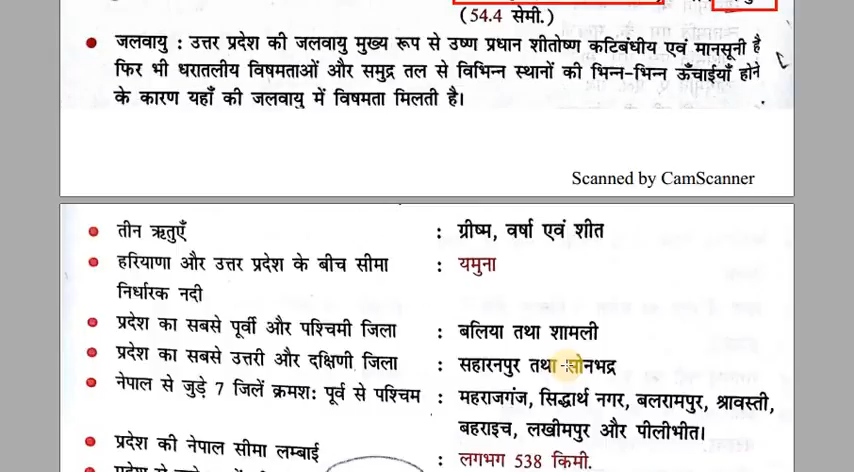 (54.4 सेमी.)
जलवायु : उत्तर प्रदेश की जलवायु मुख्य रूप से उष्ण प्रधान शीतोष्ण कटिबंधीय एवं मानसूनी है
फिर भी धरातलीय विषमताओं और समुद्र तल से विभिन्न स्थानों की भिन्न-भिन्न ऊँचाईयाँ होने
के कारण यहाँ की जलवायु में विषमता मिलती है।
Scanned by CamScanner
तीन ऋतुएँ : ग्रीष्म, वर्षा एवं शीत
हरियाणा और उत्तर प्रदेश के बीच सीमा : यमुना
निर्धारक नदी
प्रदेश का सबसे पूर्वी और पश्चिमी जिला : बलिया तथा शामली
प्रदेश का सबसे उत्तरी और दक्षिणी जिला : सहारनपुर तथा सोनभद्र
नेपाल से जुड़े 7 जिलें क्रमश: पूर्व से पश्चिम : महराजगंज, सिद्धार्थ नगर, बलरामपुर, श्रावस्ती,
बहराइच, लखीमपुर और पीलीभीत।
प्रदेश की नेपाल सीमा लम्बाई : लगभग 538 किमी.